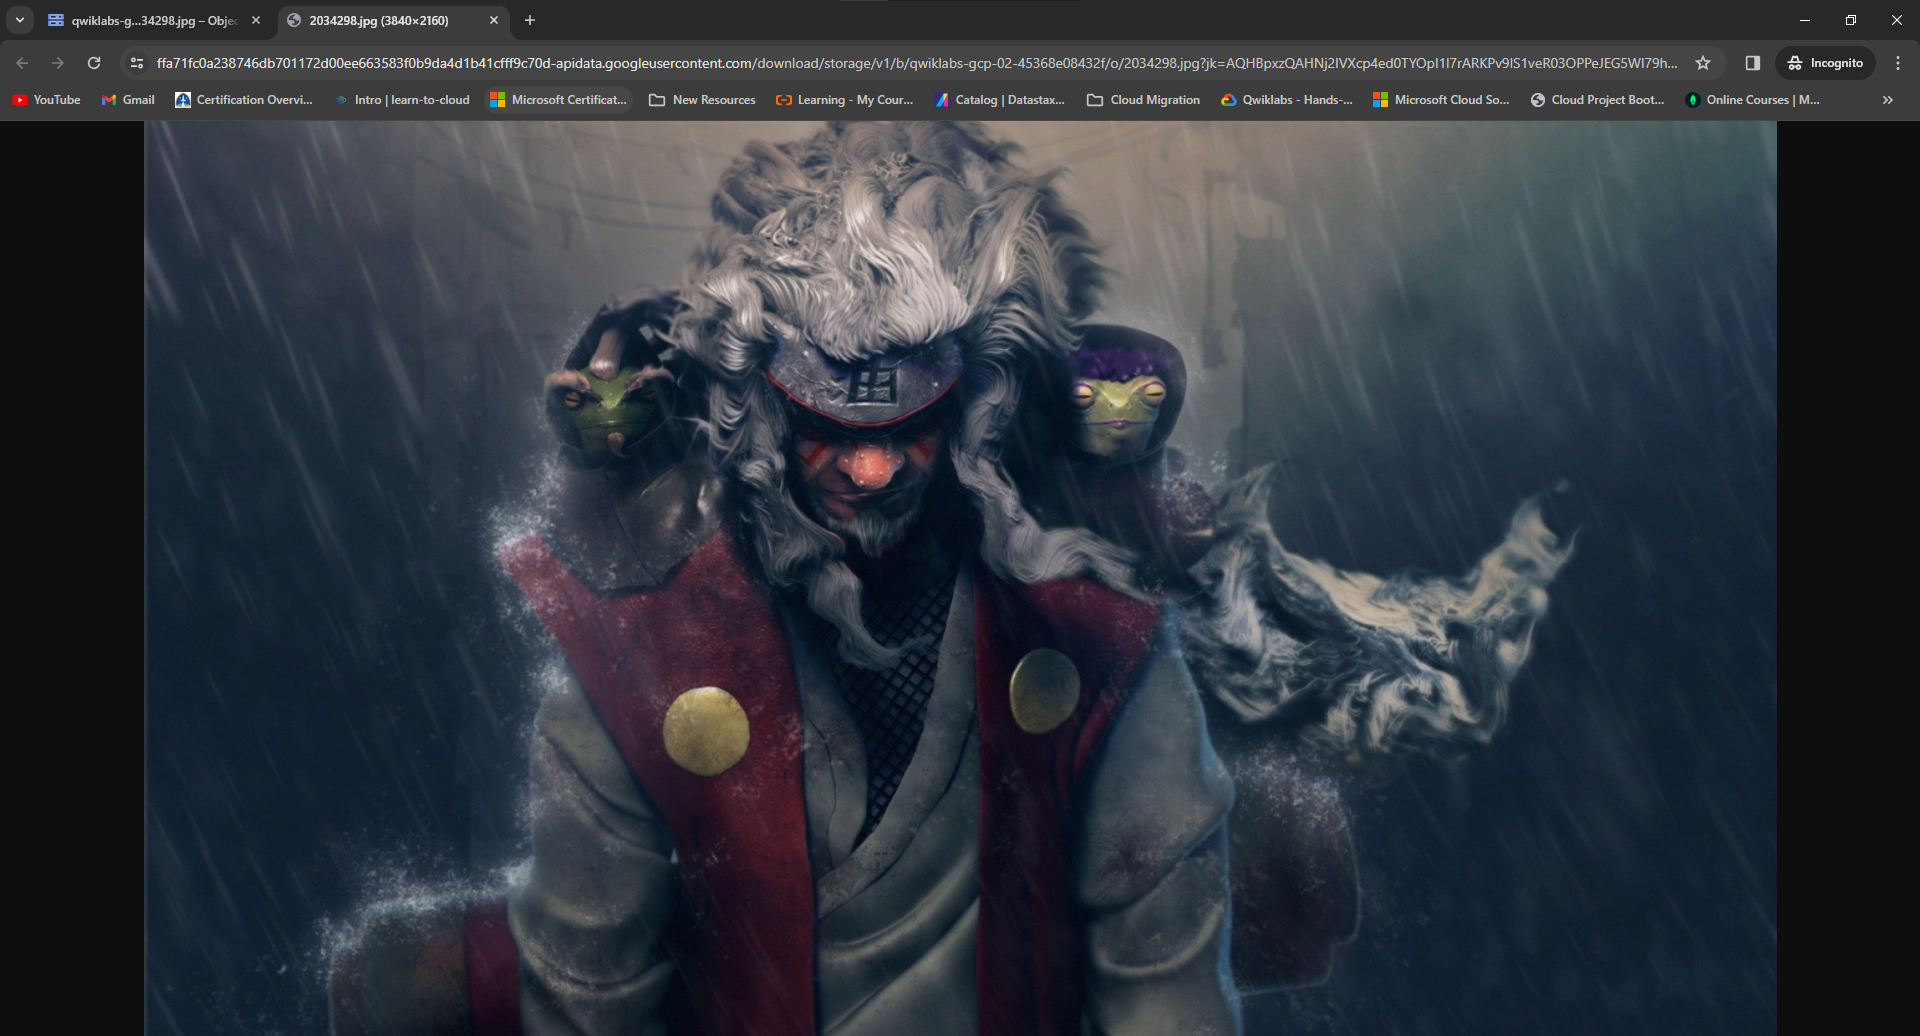 qwiklabs-g...34298.jpg – Objec
2034298.jpg (3840×2160)
ffa71fc0a238746db701172d00ee663583f0b9da4d1b41cfff9c70d-apidata.googleusercontent.com/download/storage/v1/b/qwiklabs-gcp-02-45368e08432f/o/2034298.jpg?jk=AQHBpxzQAHNj2IVXcp4ed0TYOpI1I7rARKPv9IS1veR03OPPeJEG5WI79h...
Incognito
YouTube
Gmail
Certification Overvi...
Intro | learn-to-cloud
Microsoft Certificat...
New Resources
Learning - My Cour...
Catalog | Datastax...
Cloud Migration
Qwiklabs - Hands-...
Microsoft Cloud So...
Cloud Project Boot...
Online Courses | M...
油